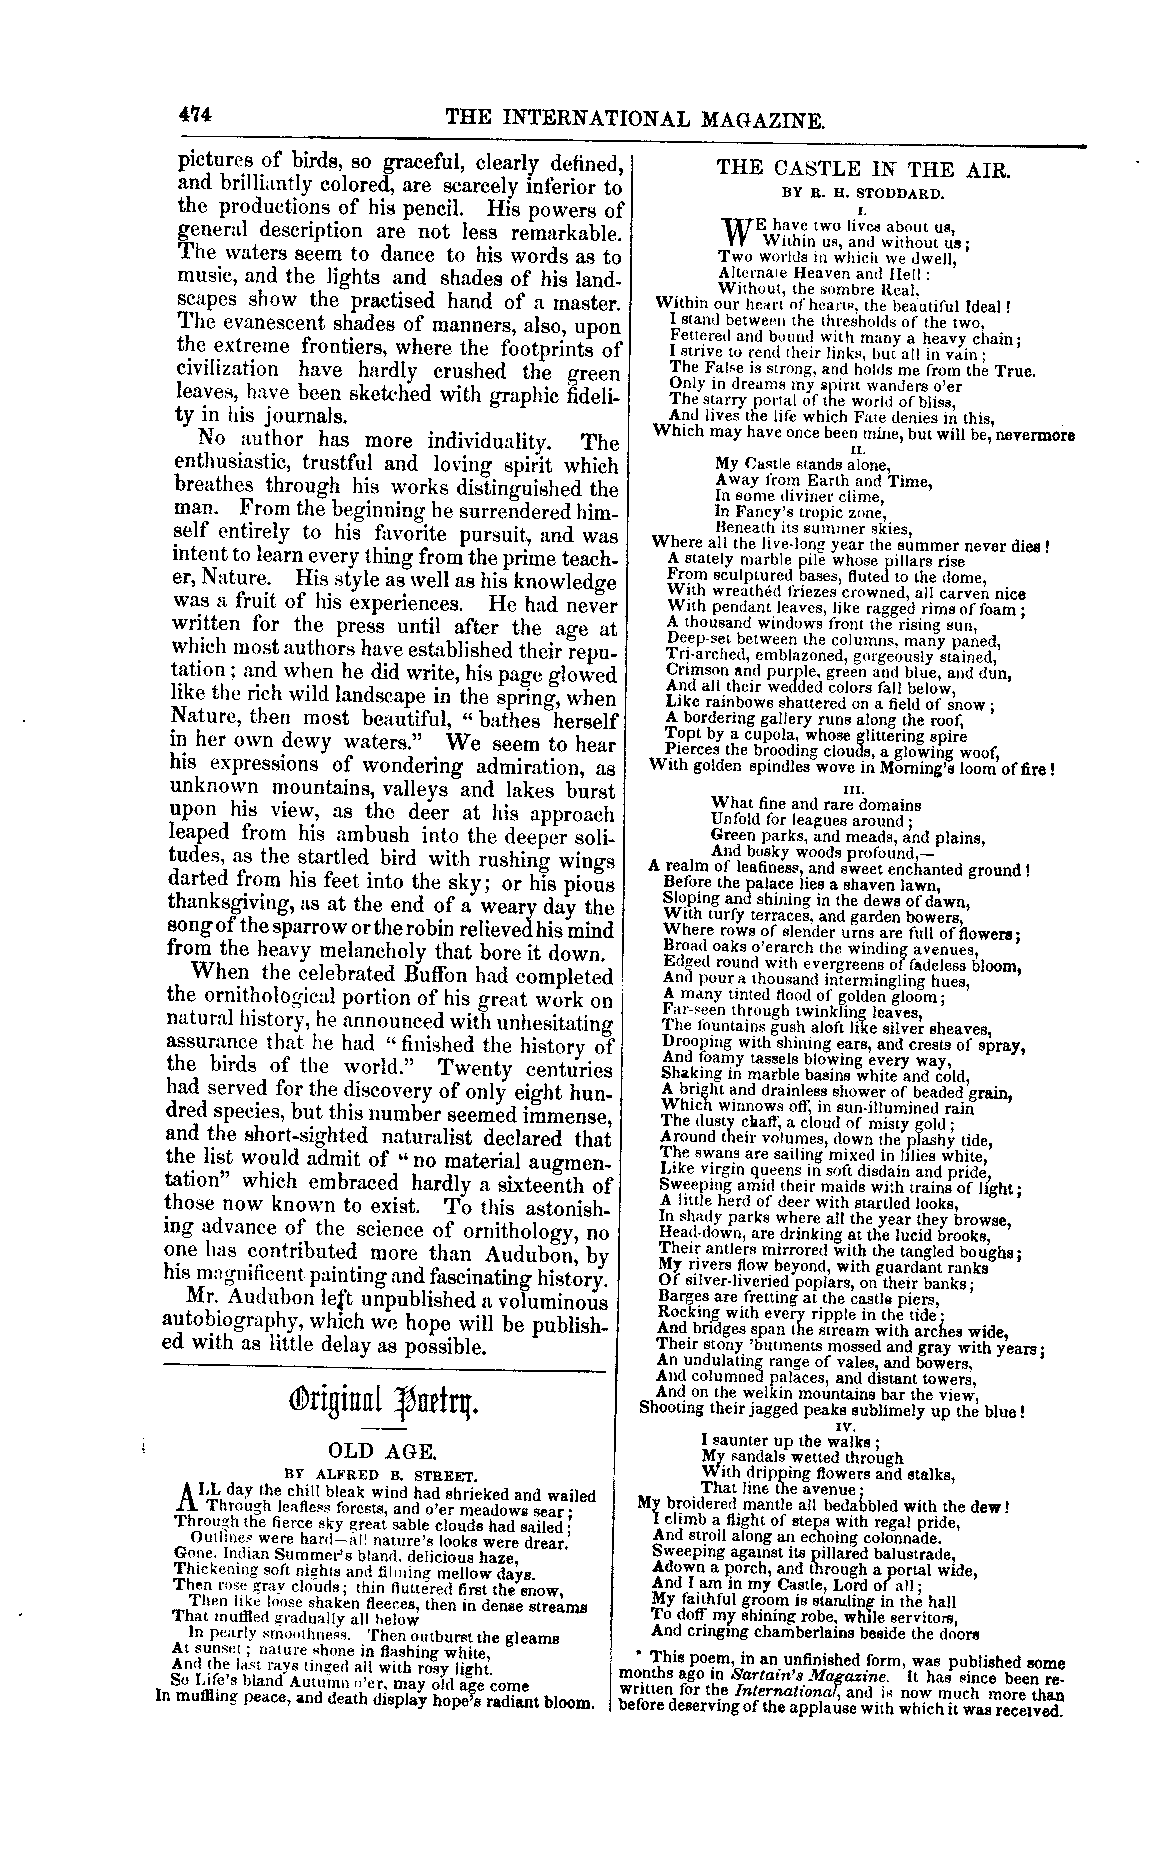 474 THE INTERNATIONAL MAGAZINE.
pictures of birds, so graceful, clearly defined,
and brilliantly colored, are scarcely inferior to
the productions of his pencil. His powers of
general description are not less remarkable.
The waters seem to dance to his words as to
music, and the lights and shades of his land-
scapes show the practised hand of a master.
The evanescent shades of manners, also, upon
the extreme frontiers, where the footprints of
civilization have hardly crushed the green
leaves, have been sketched with graphic fideli-
ty in his journals.
No author has more individuality. The
enthusiastic, trustful and loving spirit which
breathes through his works distinguished the
man. From the beginning he surrendered him-
self entirely to his favorite pursuit, and was
intent to learn every thing from the prime teach-
er, Nature. His style as well as his knowledge
was a fruit of his experiences. He had never
written for the press until after the age at
which most authors have established their repu-
tation; and when he did write, his page glowed
like the rich wild landscape in the spring, when
Nature, then most beautiful, "bathes herself
in her own dewy waters." We seem to hear
his expressions of wondering admiration, as
unknown mountains, valleys and lakes burst
upon his view, as the deer at his approach
leaped from his ambush into the deeper soli-
tudes, as the startled bird with rushing wings
darted from his feet into the sky; or his pious
thanksgiving, as at the end of a weary day the
song of the sparrow or the robin relieved his mind
from the heavy melancholy that bore it down.
When the celebrated Buffon had completed
the ornithological portion of his great work on
natural history, he announced with unhesitating
assurance that he had "finished the history of
the birds of the world." Twenty centuries
had served for the discovery of only eight hun-
dred species, but this number seemed immense,
and the short-sighted naturalist declared that
the list would admit of "no material augmen-
tation" which embraced hardly a sixteenth of
those now known to exist. To this astonish-
ing advance of the science of ornithology, no
one has contributed more than Audubon, by
his magnificent painting and fascinating history.
Mr. Audubon left unpublished a voluminous
autobiography, which we hope will be publish-
ed with as little delay as possible.
Original Poetry.
OLD AGE.
BY ALFRED B. STREET.
ALL day the chill bleak wind had shrieked and wailed
Through leafless forests, and o'er meadows sear;
Through the fierce sky great sable clouds had sailed;
Outlines were hard—all nature's looks were drear.
Gone, Indian Summer's bland, delicious haze,
Thickening soft nights and filming mellow days.
Then rose gray clouds; thin fluttered first the snow,
Then like loose shaken fleeces, then in dense streams
That muffled gradually all below
In pearly smoothness. Then outburst the gleams
At sunset; nature shone in flashing white,
And the last rays tinged all with rosy light.
So Life's bland Autumn o'er, may old age come
In muffling peace, and death display hope's radiant bloom.
THE CASTLE IN THE AIR.
BY R. H. STODDARD.
I.
WE have two lives about us,
Within us, and without us;
Two worlds in which we dwell,
Alternate Heaven and Hell:
Without, the sombre Real,
Within our heart of hearts, the beautiful Ideal!
I stand between the thresholds of the two,
Fettered and bound with many a heavy chain;
I strive to rend their links, but all in vain;
The False is strong, and holds me from the True.
Only in dreams my spirit wanders o'er
The starry portal of the world of bliss,
And lives the life which Fate denies in this,
Which may have once been mine, but will be, nevermore
II.
My Castle stands alone,
Away from Earth and Time,
In some diviner clime,
In Fancy's tropic zone,
Beneath its summer skies,
Where all the live-long year the summer never dies!
A stately marble pile whose pillars rise
From sculptured bases, fluted to the dome,
With wreathéd friezes crowned, all carven nice
With pendant leaves, like ragged rims of foam;
A thousand windows front the rising sun,
Deep-set between the columns, many paned,
Tri-arched, emblazoned, gorgeously stained,
Crimson and purple, green and blue, and dun,
And all their wedded colors fall below,
Like rainbows shattered on a field of snow;
A bordering gallery runs along the roof,
Topt by a cupola, whose glittering spire
Pierces the brooding clouds, a glowing woof,
With golden spindles wove in Morning's loom of fire!
III.
What fine and rare domains
Unfold for leagues around;
Green parks, and meads, and plains,
And bosky woods profound,—
A realm of leafiness, and sweet enchanted ground!
Before the palace lies a shaven lawn,
Sloping and shining in the dews of dawn,
With turfy terraces, and garden bowers,
Where rows of slender urns are full of flowers;
Broad oaks o'erarch the winding avenues,
Edged round with evergreens of fadeless bloom,
And pour a thousand intermingling hues,
A many tinted flood of golden gloom;
Far-seen through twinkling leaves,
The fountains gush aloft like silver sheaves,
Drooping with shining ears, and crests of spray,
And foamy tassels blowing every way,
Shaking in marble basins white and cold,
A bright and drainless shower of beaded grain,
Which winnows off, in sun-illumined rain
The dusty chaff, a cloud of misty gold;
Around their volumes, down the plashy tide,
The swans are sailing mixed in lilies white,
Like virgin queens in soft disdain and pride,
Sweeping amid their maids with trains of light;
A little herd of deer with startled looks,
In shady parks where all the year they browse,
Head-down, are drinking at the lucid brooks,
Their antlers mirrored with the tangled boughs;
My rivers flow beyond, with guardant ranks
Of silver-liveried poplars, on their banks;
Barges are fretting at the castle piers,
Rocking with every ripple in the tide;
And bridges span the stream with arches wide,
Their stony 'butments mossed and gray with years;
An undulating range of vales, and bowers,
And columned palaces, and distant towers,
And on the welkin mountains bar the view,
Shooting their jagged peaks sublimely up the blue!
IV.
I saunter up the walks;
My sandals wetted through
With dripping flowers and stalks,
That line the avenue;
My broidered mantle all bedabbled with the dew!
I climb a flight of steps with regal pride,
And stroll along an echoing colonnade,
Sweeping against its pillared balustrade,
Adown a porch, and through a portal wide,
And I am in my Castle, Lord of all;
My faithful groom is standing in the hall
To doff my shining robe, while servitors,
And cringing chamberlains beside the doors
* This poem, in an unfinished form, was published some
months ago in Sartain's Magazine. It has since been re-
written for the International, and is now much more than
before deserving of the applause with which it was received.